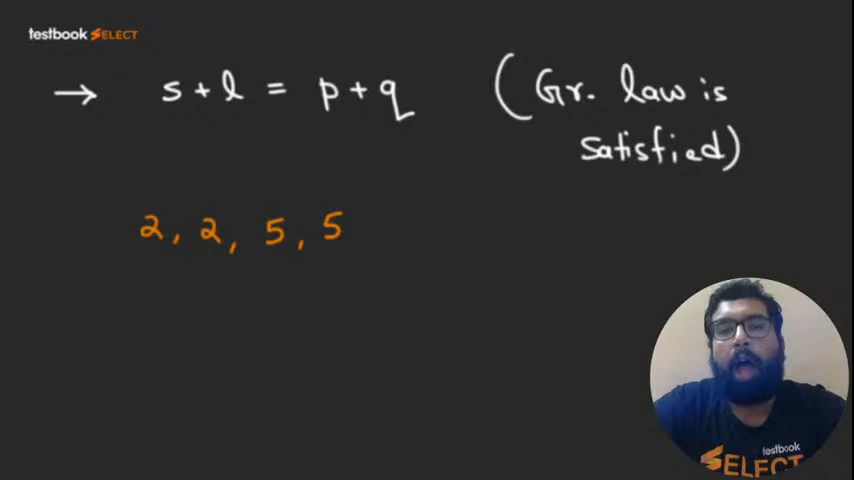 testbook SELECT
→ s + l = p + q (Gr. law is
satisfied)
2, 2, 5, 5
testbook
SELECT